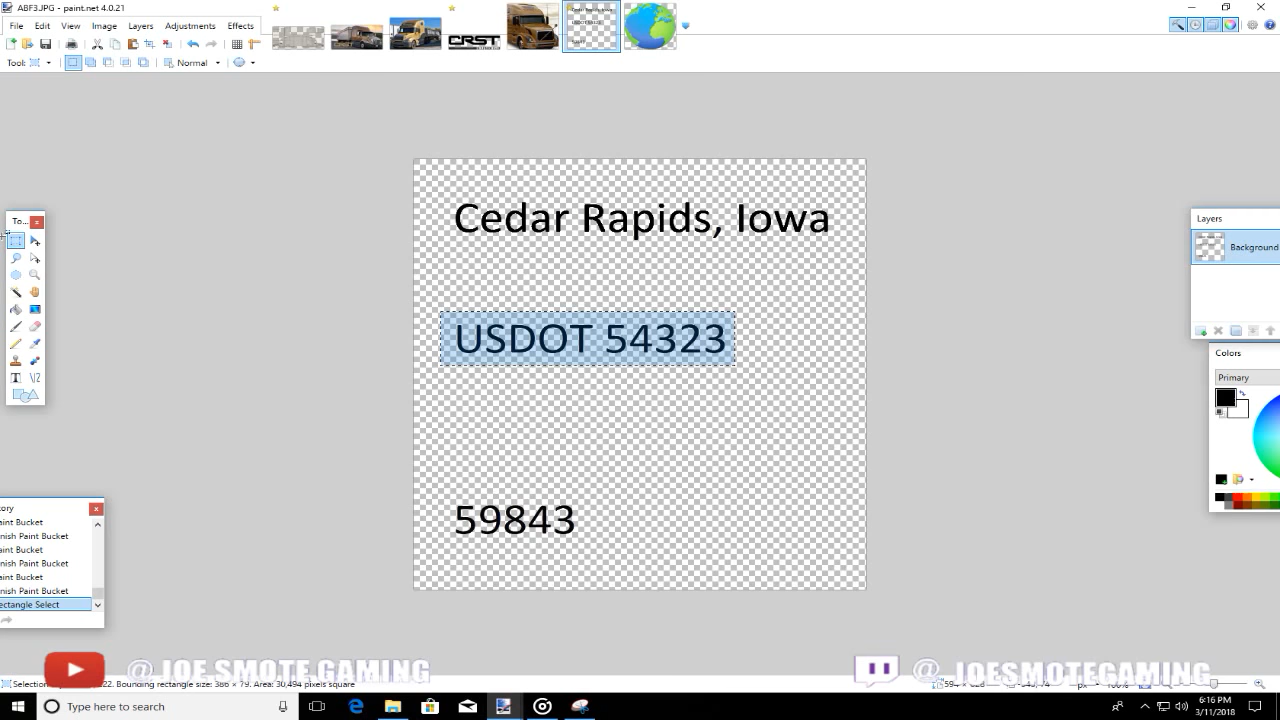 ABF3.JPG - paint.net 4.0.21
File Edit View Image Layers Adjustments Effects
CRST
Tool: Normal
Cedar Rapids, Iowa
USDOT 54323
59843
To...
Layers
Background
Colors
Primary
Paint Bucket
Finish Paint Bucket
Paint Bucket
Finish Paint Bucket
Paint Bucket
Finish Paint Bucket
Rectangle Select
@ JOE SMOTE GAMING
@ JOESMOTEGAMING
Bounding rectangle size: 386 × 79. Area: 30,494 pixels square
px
Type here to search
6:16 PM
3/11/2018